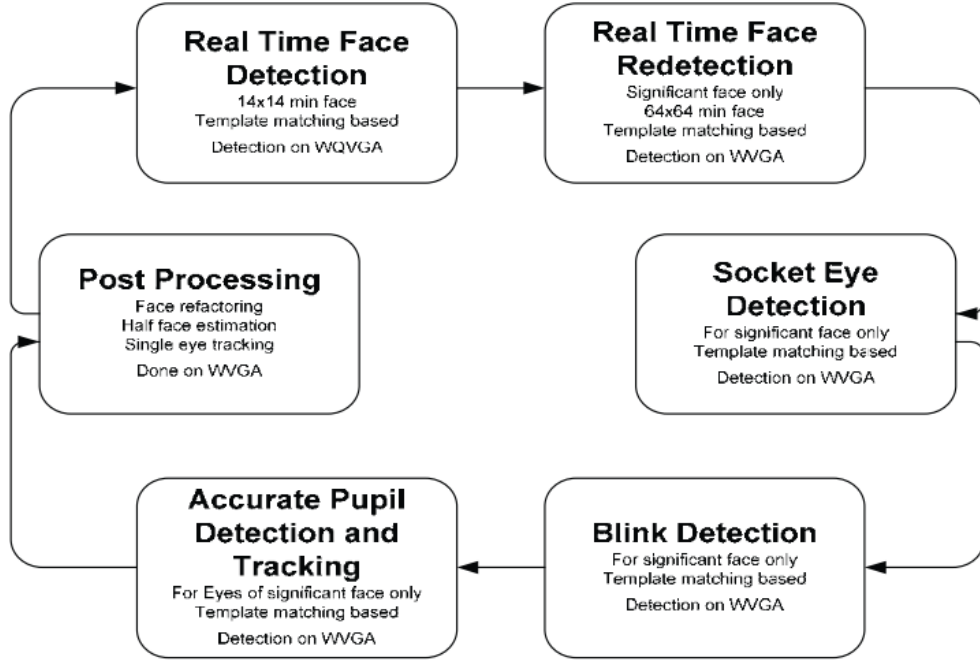 Real Time Face
Detection
14x14 min face
Template matching based
Detection on WQVGA
Real Time Face
Redetection
Significant face only
64x64 min face
Template matching based
Detection on WVGA
Socket Eye
Detection
For significant face only
Template matching based
Detection on WVGA
Blink Detection
For significant face only
Template matching based
Detection on WVGA
Accurate Pupil
Detection and
Tracking
For Eyes of significant face only
Template matching based
Detection on WVGA
Post Processing
Face refactoring
Half face estimation
Single eye tracking
Done on WVGA